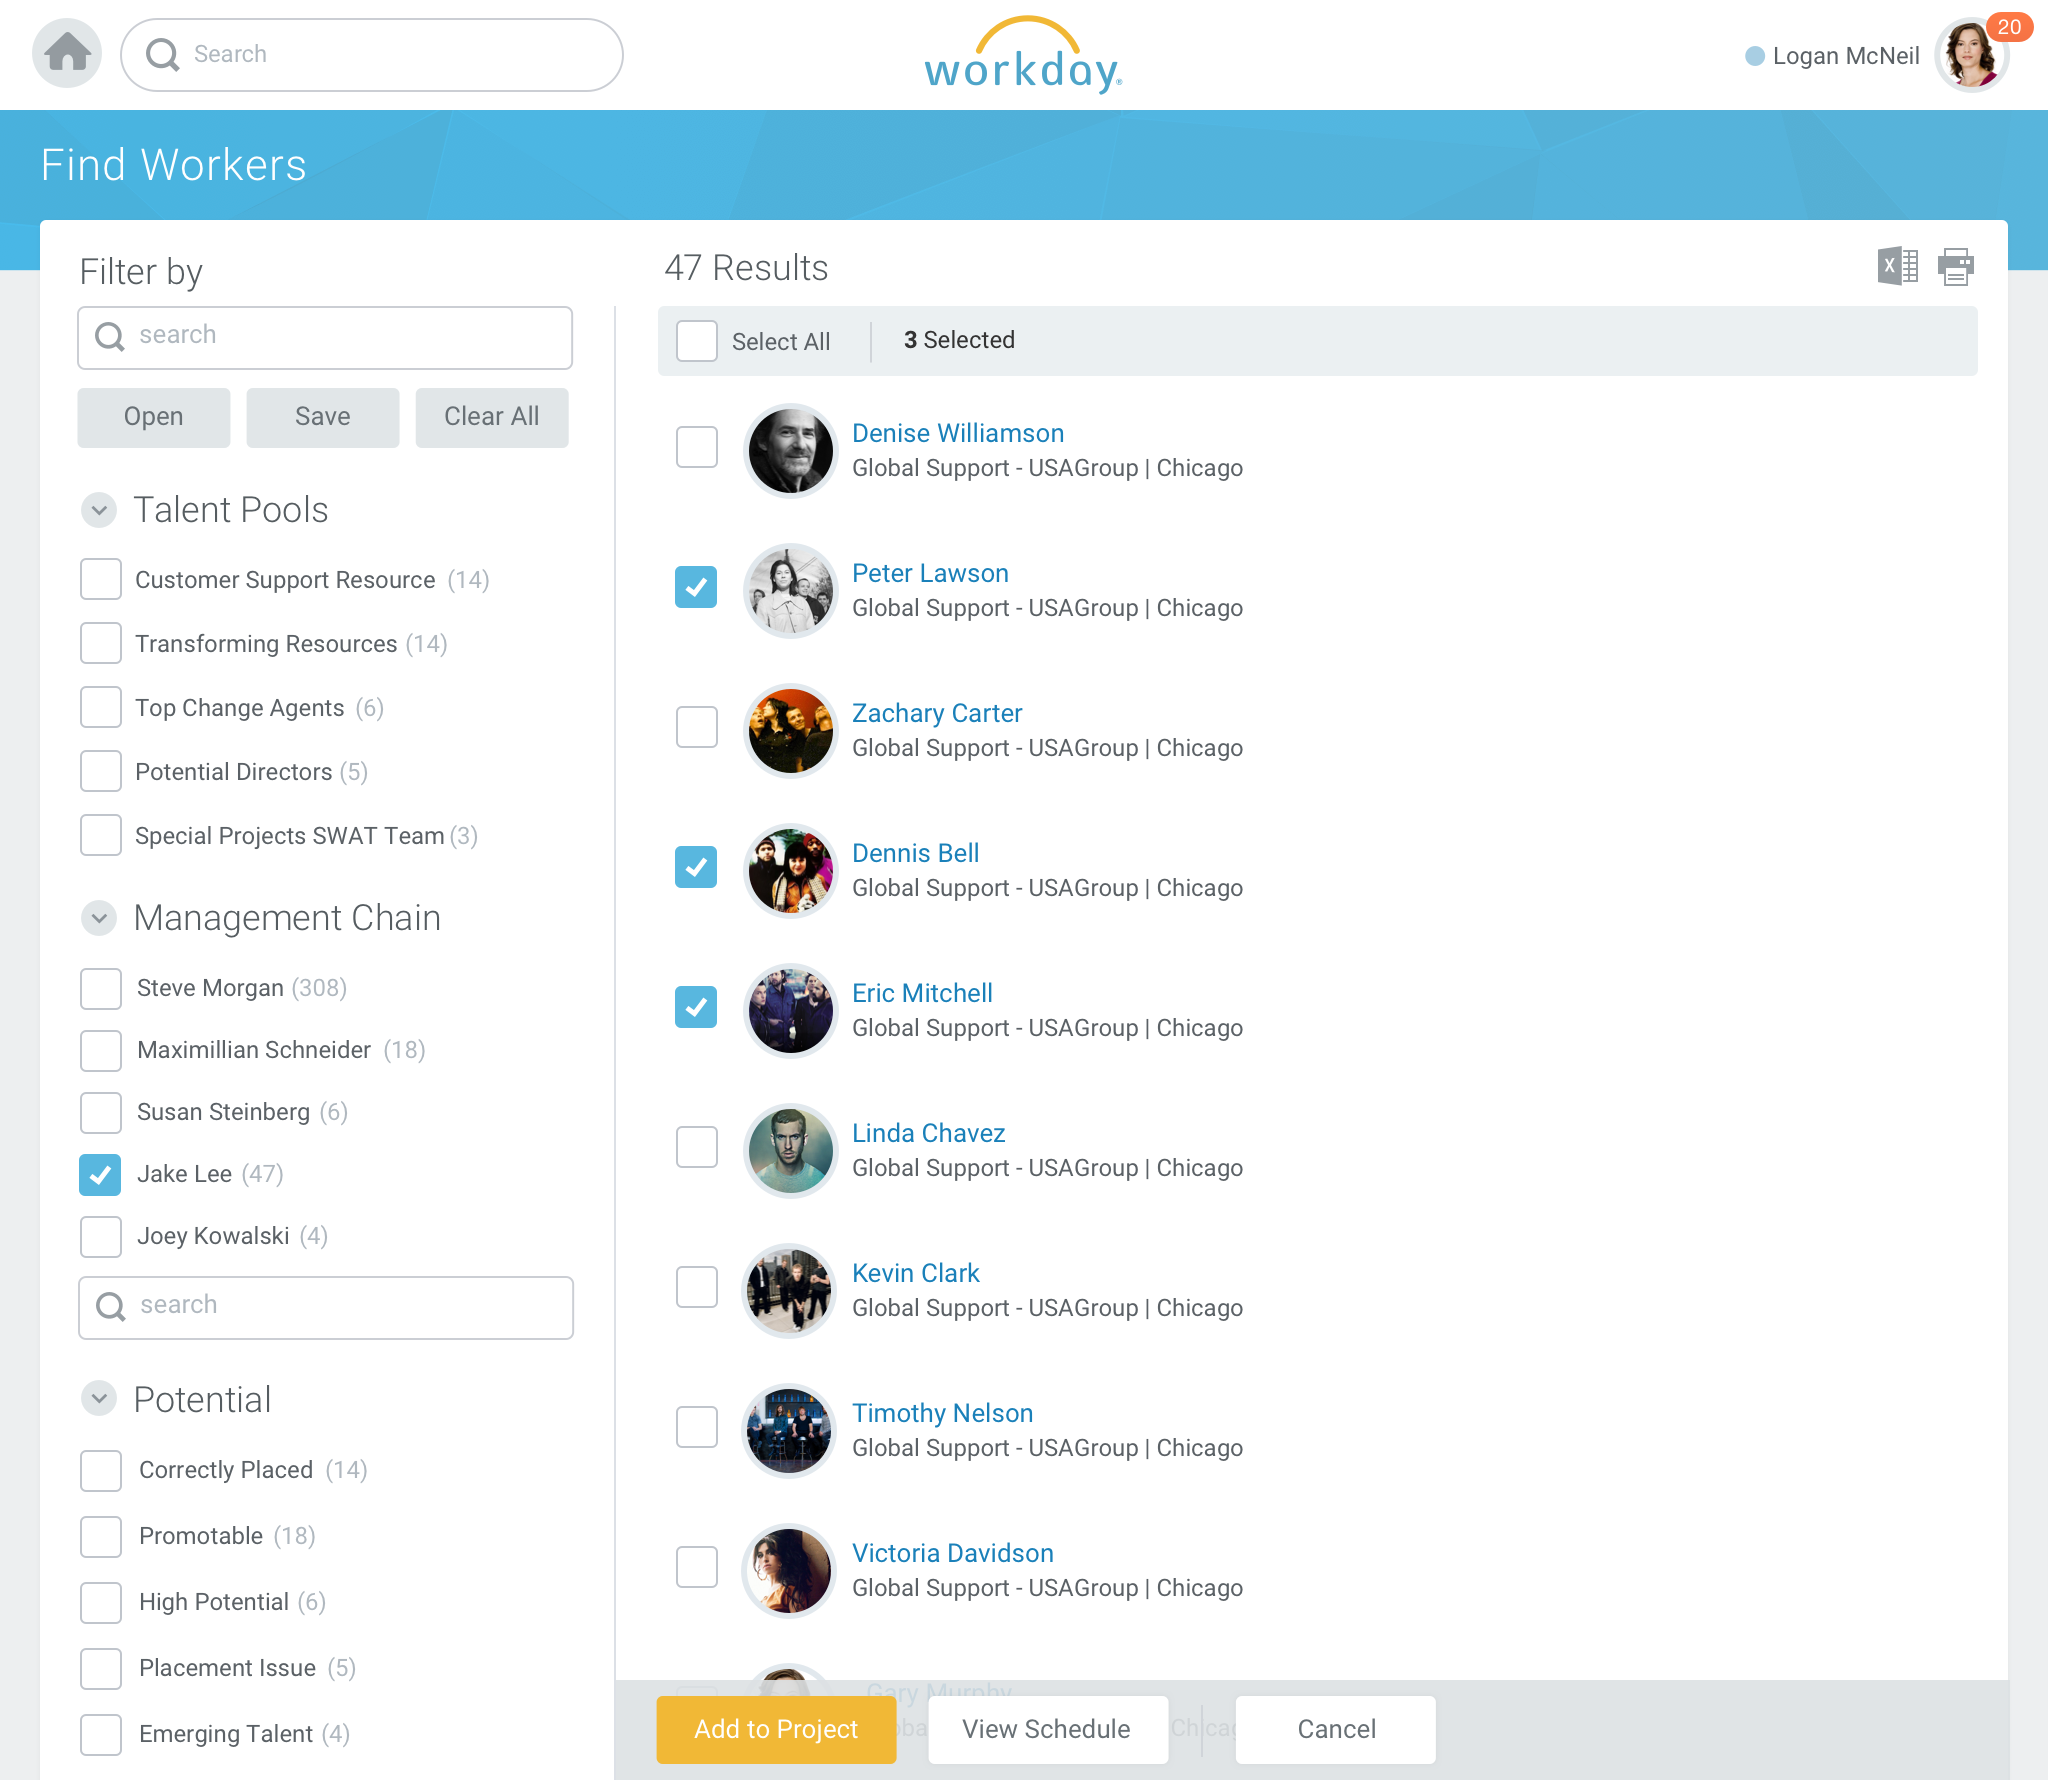 Search
workday
Logan McNeil
20
Find Workers
Filter by
search
Open
Save
Clear All
Talent Pools
Customer Support Resource (14)
Transforming Resources (14)
Top Change Agents (6)
Potential Directors (5)
Special Projects SWAT Team (3)
Management Chain
Steve Morgan (308)
Maximillian Schneider (18)
Susan Steinberg (6)
Jake Lee (47)
Joey Kowalski (4)
search
Potential
Correctly Placed (14)
Promotable (18)
High Potential (6)
Placement Issue (5)
Emerging Talent (4)
47 Results
Select All
3 Selected
Denise Williamson
Global Support - USAGroup | Chicago
Peter Lawson
Global Support - USAGroup | Chicago
Zachary Carter
Global Support - USAGroup | Chicago
Dennis Bell
Global Support - USAGroup | Chicago
Eric Mitchell
Global Support - USAGroup | Chicago
Linda Chavez
Global Support - USAGroup | Chicago
Kevin Clark
Global Support - USAGroup | Chicago
Timothy Nelson
Global Support - USAGroup | Chicago
Victoria Davidson
Global Support - USAGroup | Chicago
Gary Murphy
Add to Project
View Schedule
Cancel